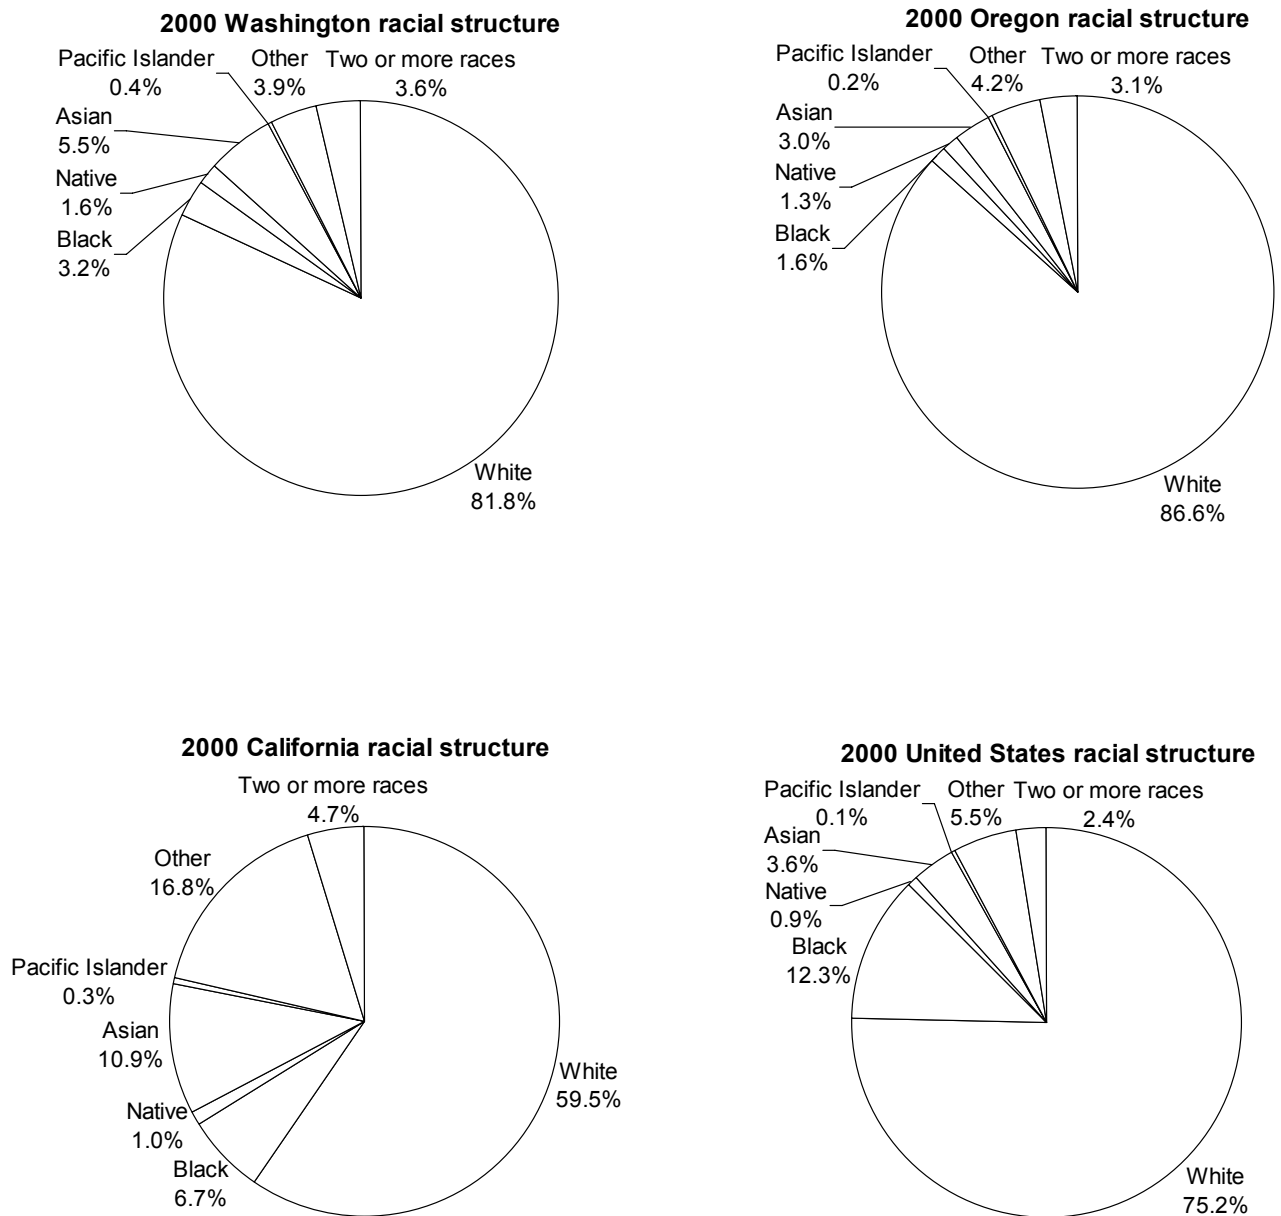 2000 Washington racial structure
Pacific Islander
0.4%
Other
3.9%
Two or more races
3.6%
Asian
5.5%
Native
1.6%
Black
3.2%
White
81.8%
2000 Oregon racial structure
Pacific Islander
0.2%
Other
4.2%
Two or more races
3.1%
Asian
3.0%
Native
1.3%
Black
1.6%
White
86.6%
2000 California racial structure
Two or more races
4.7%
Other
16.8%
Pacific Islander
0.3%
Asian
10.9%
Native
1.0%
Black
6.7%
White
59.5%
2000 United States racial structure
Pacific Islander
0.1%
Other
5.5%
Two or more races
2.4%
Asian
3.6%
Native
0.9%
Black
12.3%
White
75.2%